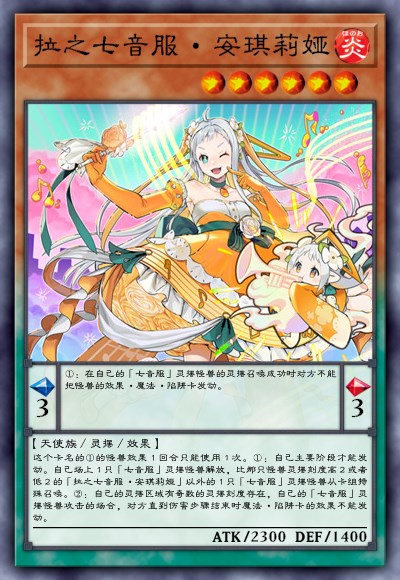 拉之七音服・安琪莉娅
炎
ほのお
①：在自己的「七音服」灵摆怪兽的灵摆召唤成功时对方不能
把怪兽的效果・魔法・陷阱卡发动。
3
3
【天使族／灵摆／效果】
这个卡名的①的怪兽效果1回合只能使用1次。①：自己主要阶段才能发
动。自己场上1只「七音服」灵摆怪兽解放，比那只怪兽灵摆刻度高2或者
低2的「拉之七音服・安琪莉娅」以外的1只「七音服」灵摆怪兽从卡组特
殊召唤。②：自己的灵摆区域有奇数的灵摆刻度存在，自己的「七音服」灵
摆怪兽攻击的场合，对方直到伤害步骤结束时魔法・陷阱卡的效果不能发
动。
ATK/2300 DEF/1400